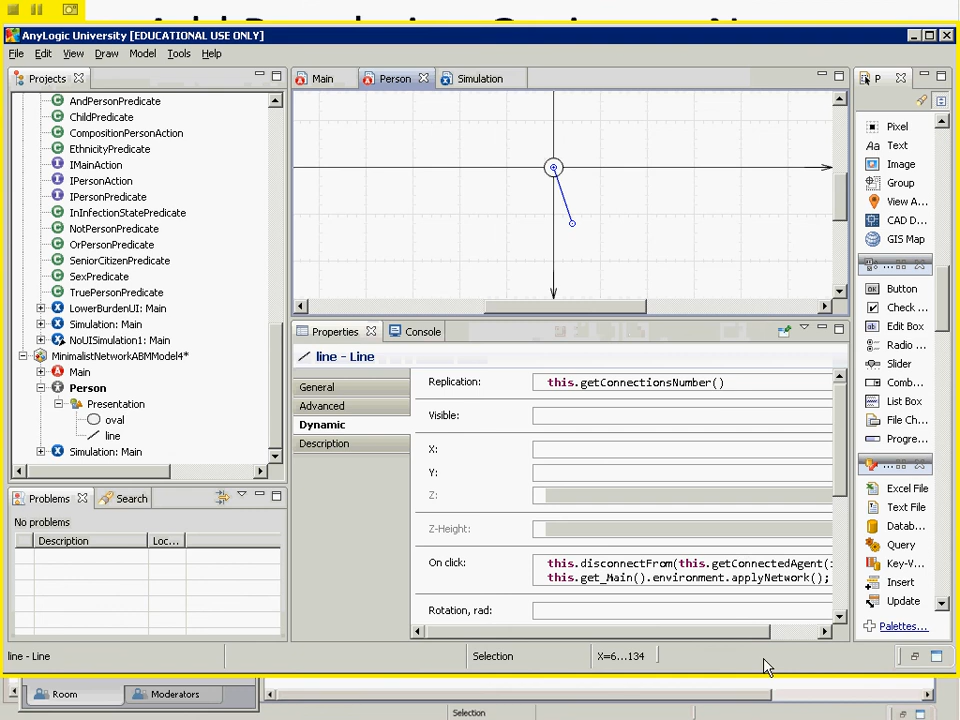 AnyLogic University [EDUCATIONAL USE ONLY]
File Edit View Draw Model Tools Help
Projects
AndPersonPredicate
ChildPredicate
CompositionPersonAction
EthnicityPredicate
IMainAction
IPersonAction
IPersonPredicate
InInfectionStatePredicate
NotPersonPredicate
OrPersonPredicate
SeniorCitizenPredicate
SexPredicate
TruePersonPredicate
LowerBurdenUI: Main
Simulation: Main
NoUISimulation1: Main
MinimalistNetworkABMModel4*
Main
Person
Presentation
oval
line
Simulation: Main
Problems Search
No problems
Description Loc...
Main Person Simulation
Properties Console
line - Line
General
Advanced
Dynamic
Description
Replication: this.getConnectionsNumber()
Visible:
X:
Y:
Z:
Z-Height:
On click: this.disconnectFrom(this.getConnectedAgent(
this.get_Main().environment.applyNetwork();
Rotation, rad:
P
Pixel
Text
Image
Group
View A...
CAD D...
GIS Map
Button
Check ...
Edit Box
Radio ...
Slider
Comb...
List Box
File Ch...
Progre...
Excel File
Text File
Datab...
Query
Key-V...
Insert
Update
Palettes...
line - Line Selection X=6...134
Room Moderators
Selection